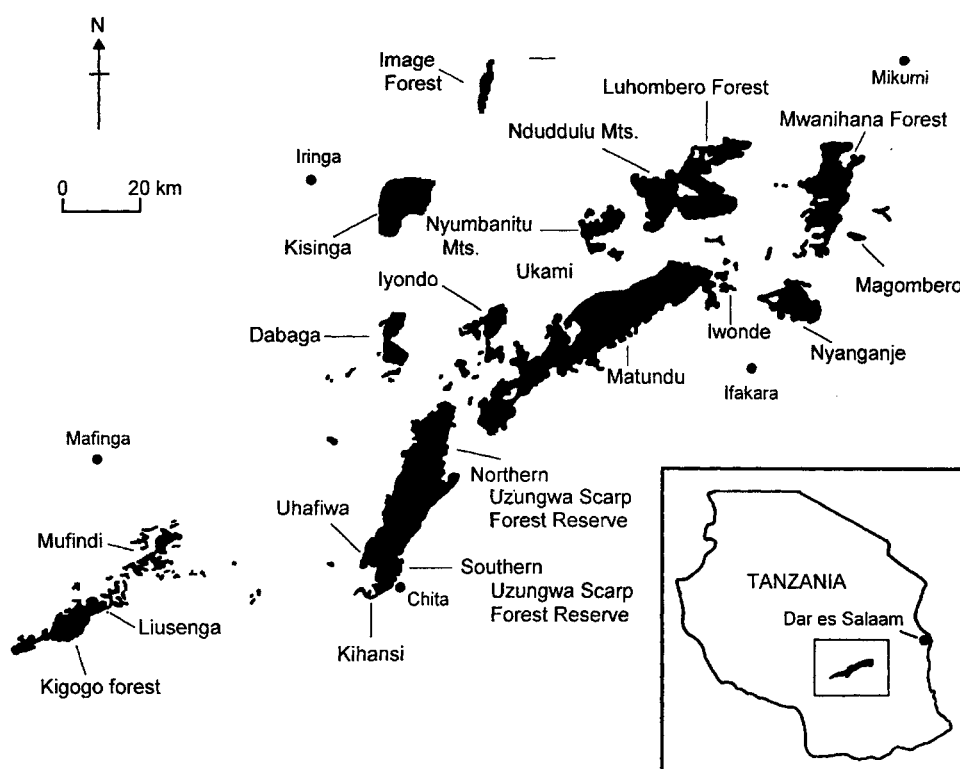 N
Image
Forest
Mikumi
Luhombero Forest
Mwanihana Forest
Nduddulu Mts.
Iringa
0 20 km
Kisinga
Nyumbanitu
Mts.
Ukami
Magombero
Iyondo
Iwonde
Dabaga
Nyanganje
Matundu
Ifakara
Mafinga
Northern
Uzungwa Scarp
Forest Reserve
Uhafiwa
Mufindi
Southern
Uzungwa Scarp
Forest Reserve
Chita
Liusenga
Kihansi
Kigogo forest
TANZANIA
Dar es Salaam